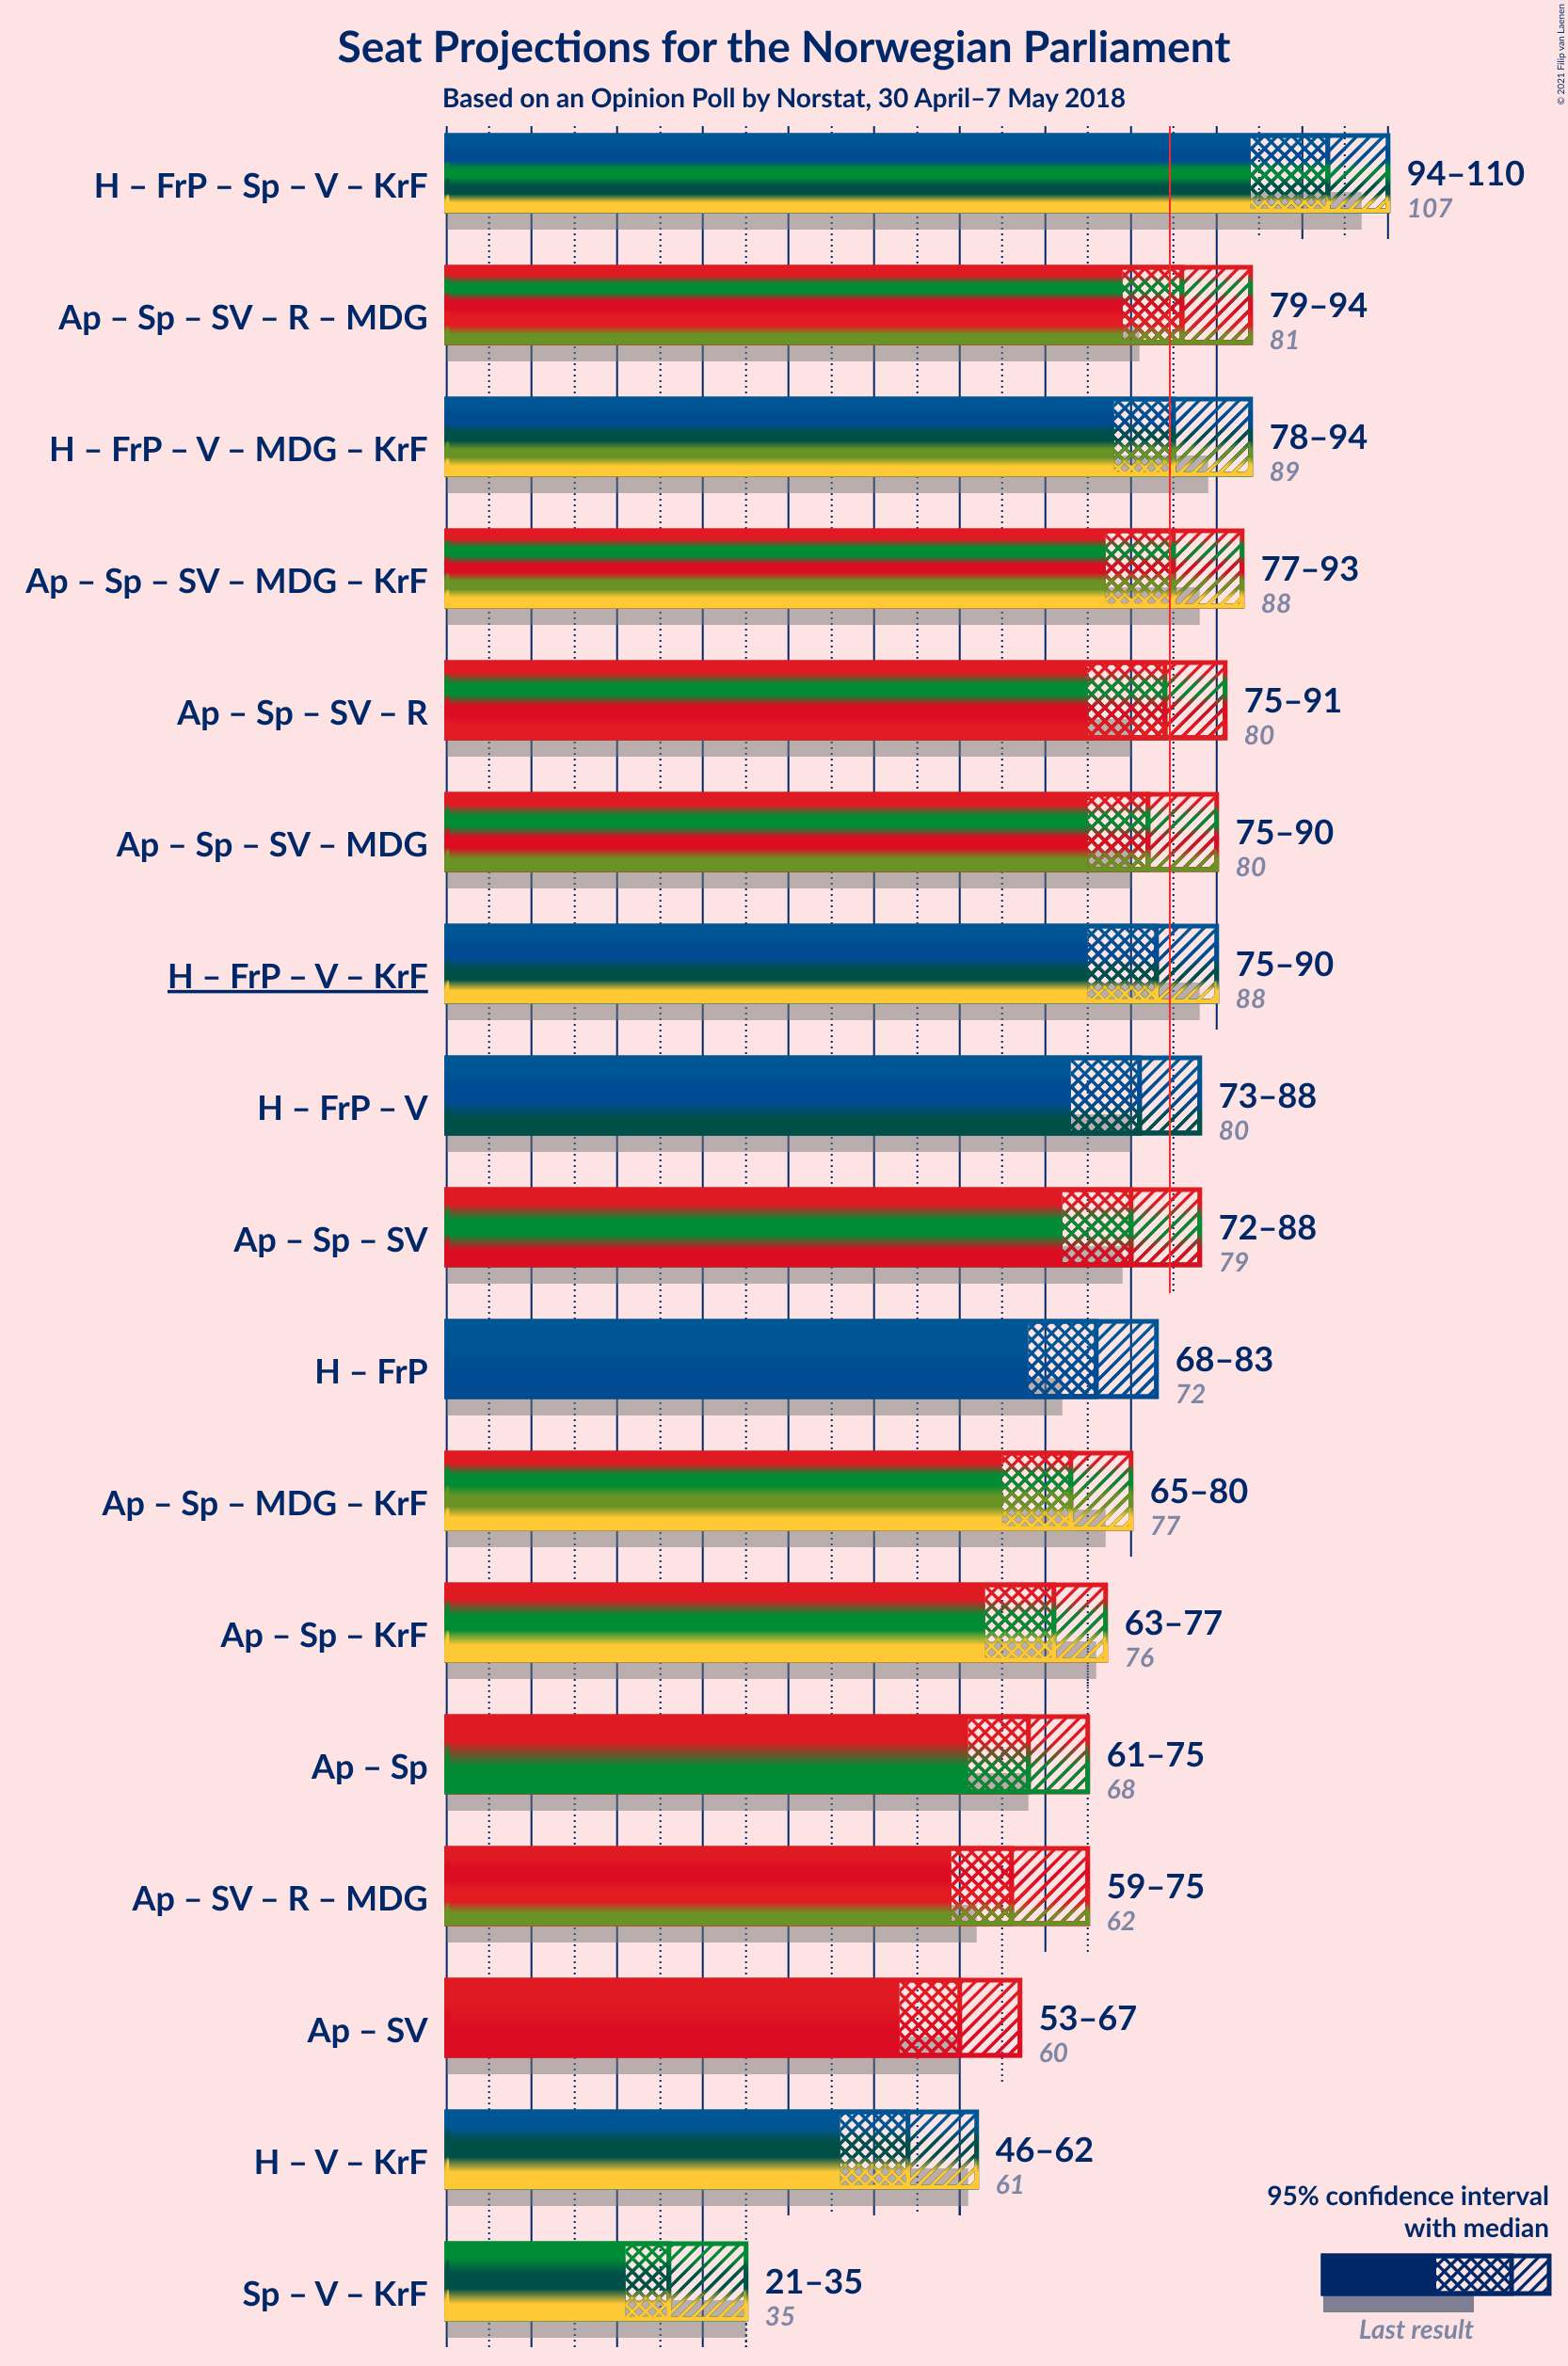 © 2021 Filip van Laenen
Seat Projections for the Norwegian Parliament
Based on an Opinion Poll by Norstat, 30 April–7 May 2018
H – FrP – Sp – V – KrF
94–110
107
Ap – Sp – SV – R – MDG
79–94
81
H – FrP – V – MDG – KrF
78–94
89
Ap – Sp – SV – MDG – KrF
77–93
88
Ap – Sp – SV – R
75–91
80
Ap – Sp – SV – MDG
75–90
80
H – FrP – V – KrF
75–90
88
H – FrP – V
73–88
80
Ap – Sp – SV
72–88
79
H – FrP
68–83
72
Ap – Sp – MDG – KrF
65–80
77
Ap – Sp – KrF
63–77
76
Ap – Sp
61–75
68
Ap – SV – R – MDG
59–75
62
Ap – SV
53–67
60
H – V – KrF
46–62
61
Sp – V – KrF
21–35
35
95% confidence interval
with median
Last result